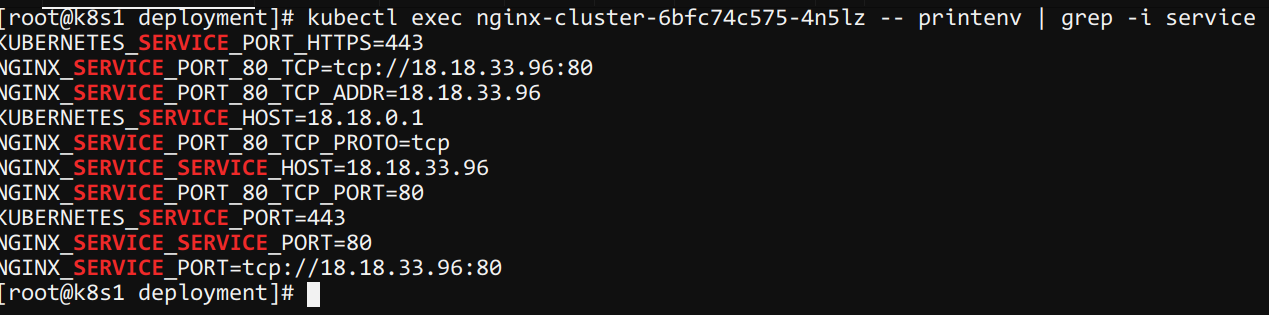 [root@k8s1 deployment]# kubectl exec nginx-cluster-6bfc74c575-4n5lz -- printenv | grep -i service
KUBERNETES_SERVICE_PORT_HTTPS=443
NGINX_SERVICE_PORT_80_TCP=tcp://18.18.33.96:80
NGINX_SERVICE_PORT_80_TCP_ADDR=18.18.33.96
KUBERNETES_SERVICE_HOST=18.18.0.1
NGINX_SERVICE_PORT_80_TCP_PROTO=tcp
NGINX_SERVICE_SERVICE_HOST=18.18.33.96
NGINX_SERVICE_PORT_80_TCP_PORT=80
KUBERNETES_SERVICE_PORT=443
NGINX_SERVICE_SERVICE_PORT=80
NGINX_SERVICE_PORT=tcp://18.18.33.96:80
[root@k8s1 deployment]#